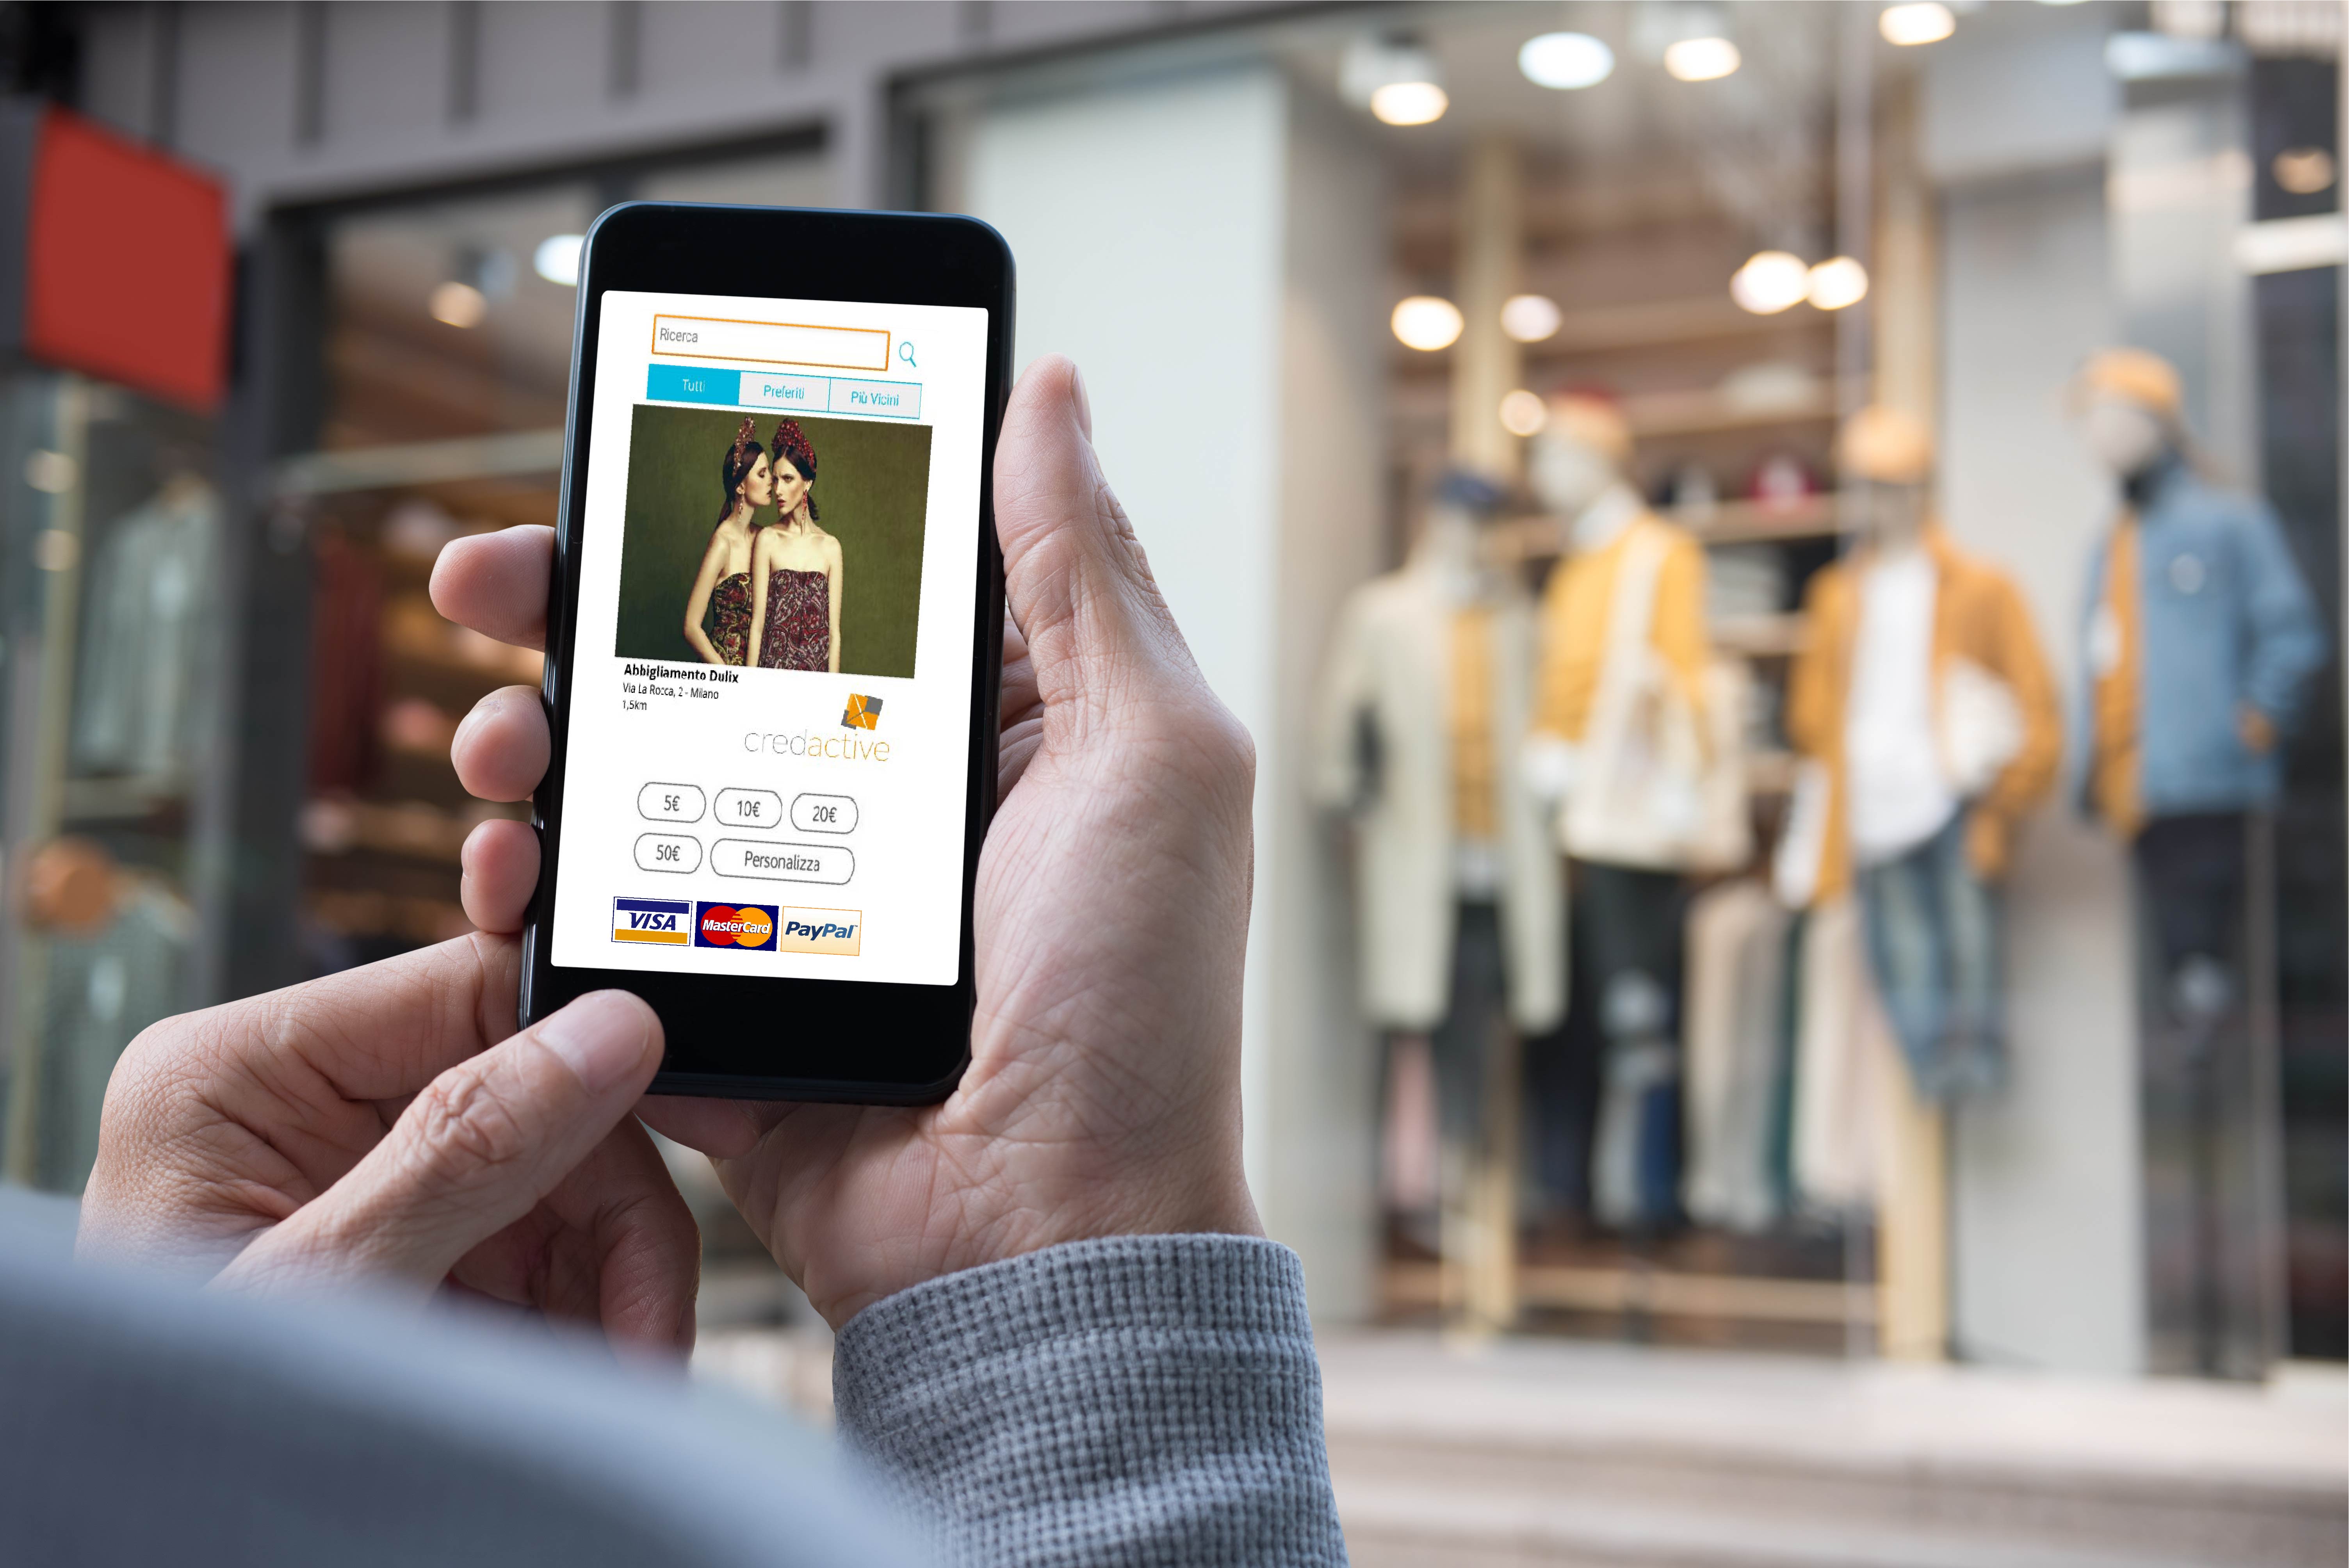 Ricerca
Tutti Preferiti Più Vicini
Abbigliamento Dulix
Via La Rocca, 2 - Milano
1,5km
credactive
5€ 10€ 20€
50€ Personalizza
VISA MasterCard PayPal